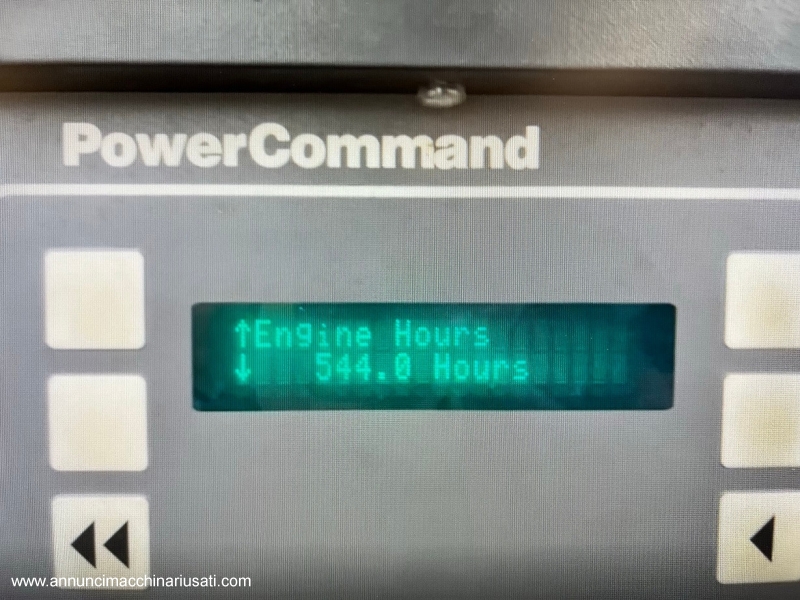 PowerCommand
↑Engine Hours
↓ 544.0 Hours
www.annuncimacchinariusati.com